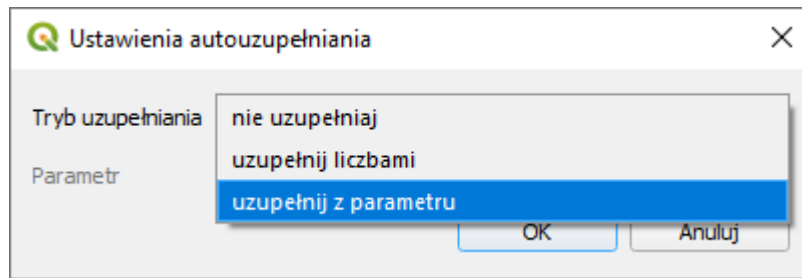 Ustawienia autouzupełniania
Tryb uzupełniania
nie uzupełniaj
uzupełnij liczbami
Parametr
uzupełnij z parametru
OK
Anuluj